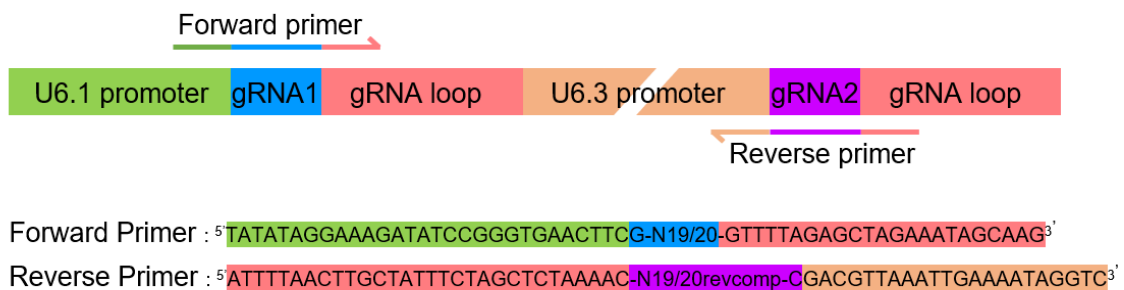 Forward primer
U6.1 promoter gRNA1 gRNA loop U6.3 promoter gRNA2 gRNA loop
Reverse primer
Forward Primer : 5'TATATAGGAAAGATATCCGGGTGAACTTCG-N19/20-GTTTTAGAGCTAGAAATAGCAAG3'
Reverse Primer : 5'ATTTTAACTTGCTATTTCTAGCTCTAAAAC-N19/20revcomp-CGACGTTAAATTGAAAATAGGTC3'